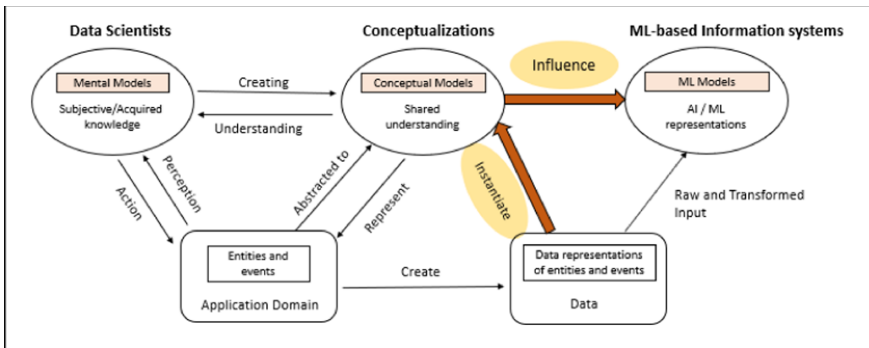 Data Scientists
Conceptualizations
ML-based Information systems
Mental Models
Subjective/Acquired
knowledge
Creating
Understanding
Conceptual Models
Shared
understanding
Influence
ML Models
AI / ML
representations
Action
Perception
Abstracted to
Represent
Instantiate
Raw and Transformed
Input
Entities and
events
Application Domain
Create
Data representations
of entities and events
Data